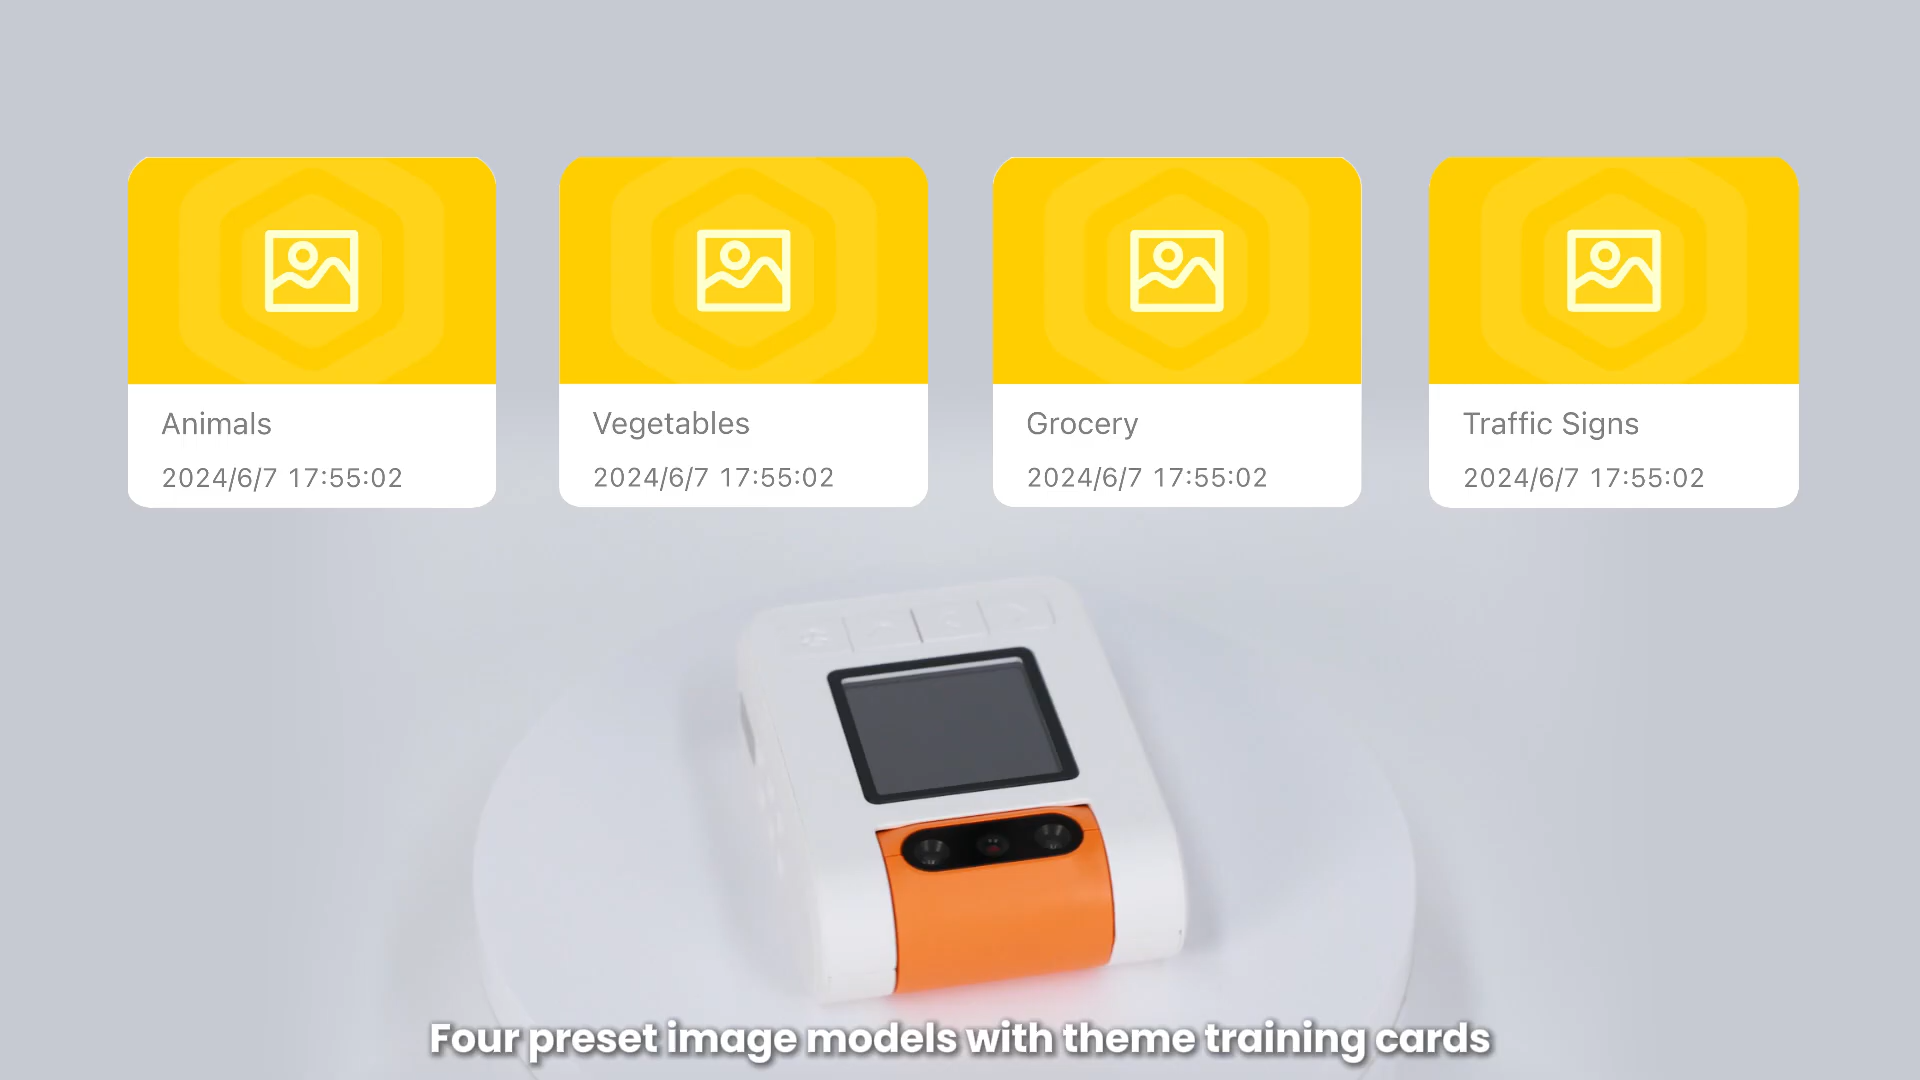 Animals
2024/6/7 17:55:02
Vegetables
2024/6/7 17:55:02
Grocery
2024/6/7 17:55:02
Traffic Signs
2024/6/7 17:55:02
Four preset image models with theme training cards